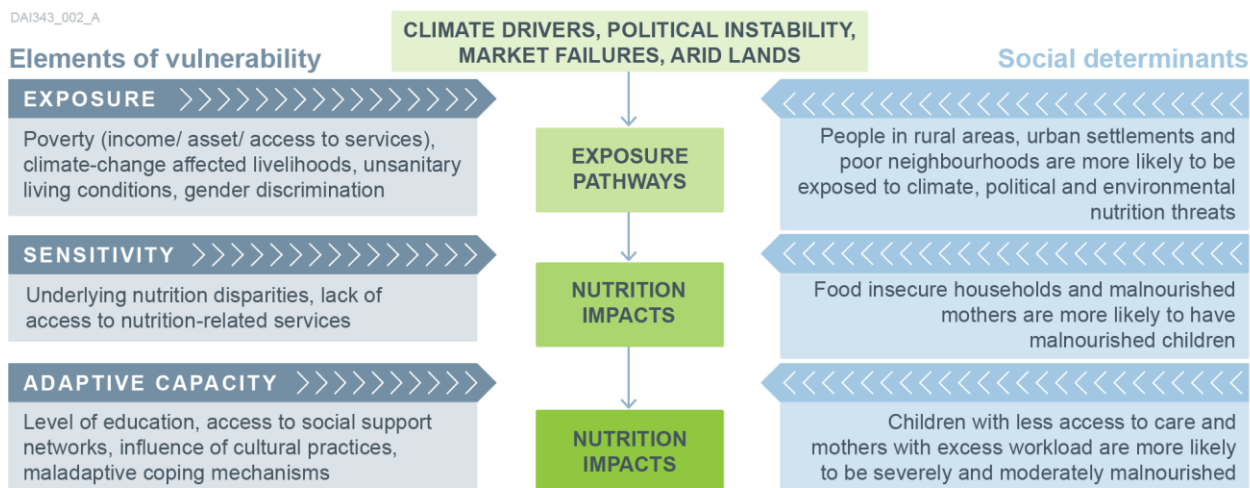 DAI343_002_A
CLIMATE DRIVERS, POLITICAL INSTABILITY,
MARKET FAILURES, ARID LANDS
Elements of vulnerability
Social determinants
EXPOSURE
Poverty (income/ asset/ access to services),
climate-change affected livelihoods, unsanitary
living conditions, gender discrimination
EXPOSURE
PATHWAYS
People in rural areas, urban settlements and
poor neighbourhoods are more likely to be
exposed to climate, political and environmental
nutrition threats
SENSITIVITY
Underlying nutrition disparities, lack of
access to nutrition-related services
NUTRITION
IMPACTS
Food insecure households and malnourished
mothers are more likely to have
malnourished children
ADAPTIVE CAPACITY
Level of education, access to social support
networks, influence of cultural practices,
maladaptive coping mechanisms
NUTRITION
IMPACTS
Children with less access to care and
mothers with excess workload are more likely
to be severely and moderately malnourished